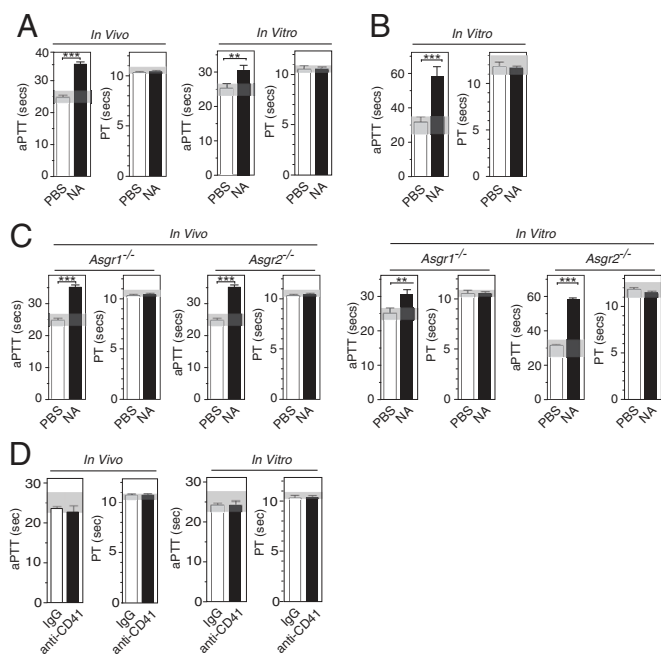 A
In Vivo
In Vitro
B
In Vitro
aPTT (secs)
40
30
20
10
0
***
PBS
NA
PT (secs)
10
5
0
PBS
NA
aPTT (secs)
30
20
10
0
**
PBS
NA
PT (secs)
10
5
0
PBS
NA
aPTT (secs)
60
40
20
0
***
PBS
NA
PT (secs)
10
5
0
PBS
NA
C
In Vivo
In Vitro
Asgr1-/-
Asgr2-/-
Asgr1-/-
Asgr2-/-
aPTT (secs)
30
20
10
0
***
PBS
NA
PT (secs)
10
5
0
PBS
NA
aPTT (secs)
30
20
10
0
***
PBS
NA
PT (secs)
10
5
0
PBS
NA
aPTT (secs)
30
20
10
0
**
PBS
NA
PT (secs)
10
5
0
PBS
NA
aPTT (secs)
60
40
20
0
***
PBS
NA
PT (secs)
10
5
0
PBS
NA
D
In Vivo
In Vitro
aPTT (sec)
30
20
10
0
IgG
anti-CD41
PT (sec)
10
5
0
IgG
anti-CD41
aPTT (sec)
30
20
10
0
IgG
anti-CD41
PT (sec)
10
5
0
IgG
anti-CD41